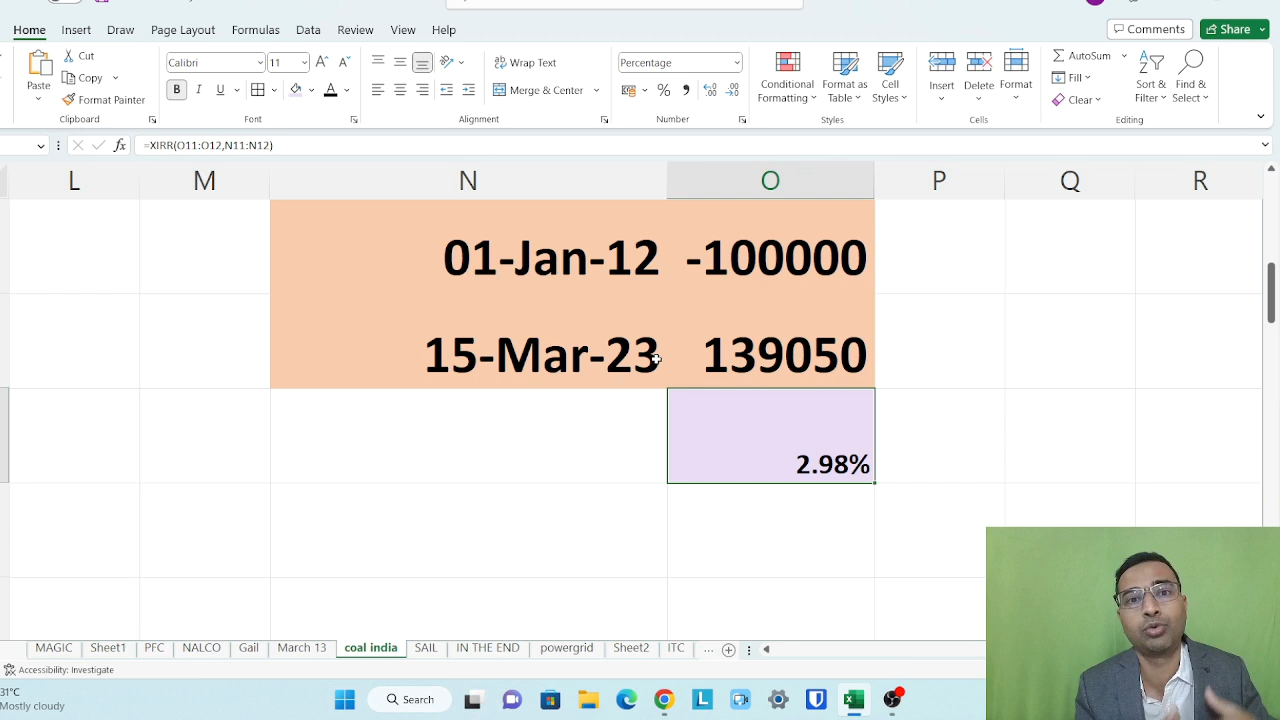 Home Insert Draw Page Layout Formulas Data Review View Help Comments Share
Cut
Copy
Format Painter
Paste
Clipboard
Calibri 11
B I U
Font
Wrap Text
Merge & Center
Alignment
Percentage
%
Number
Conditional Formatting
Format as Table
Cell Styles
Styles
Insert
Delete
Format
Cells
AutoSum
Fill
Clear
Sort & Filter
Find & Select
Editing
fx =XIRR(O11:O12,N11:N12)
L M N O P Q R
01-Jan-12 -100000
15-Mar-23 139050
2.98%
MAGIC Sheet1 PFC NALCO Gail March 13 coal india SAIL IN THE END powergrid Sheet2 ITC ...
Accessibility: Investigate
31°C
Mostly cloudy
Search